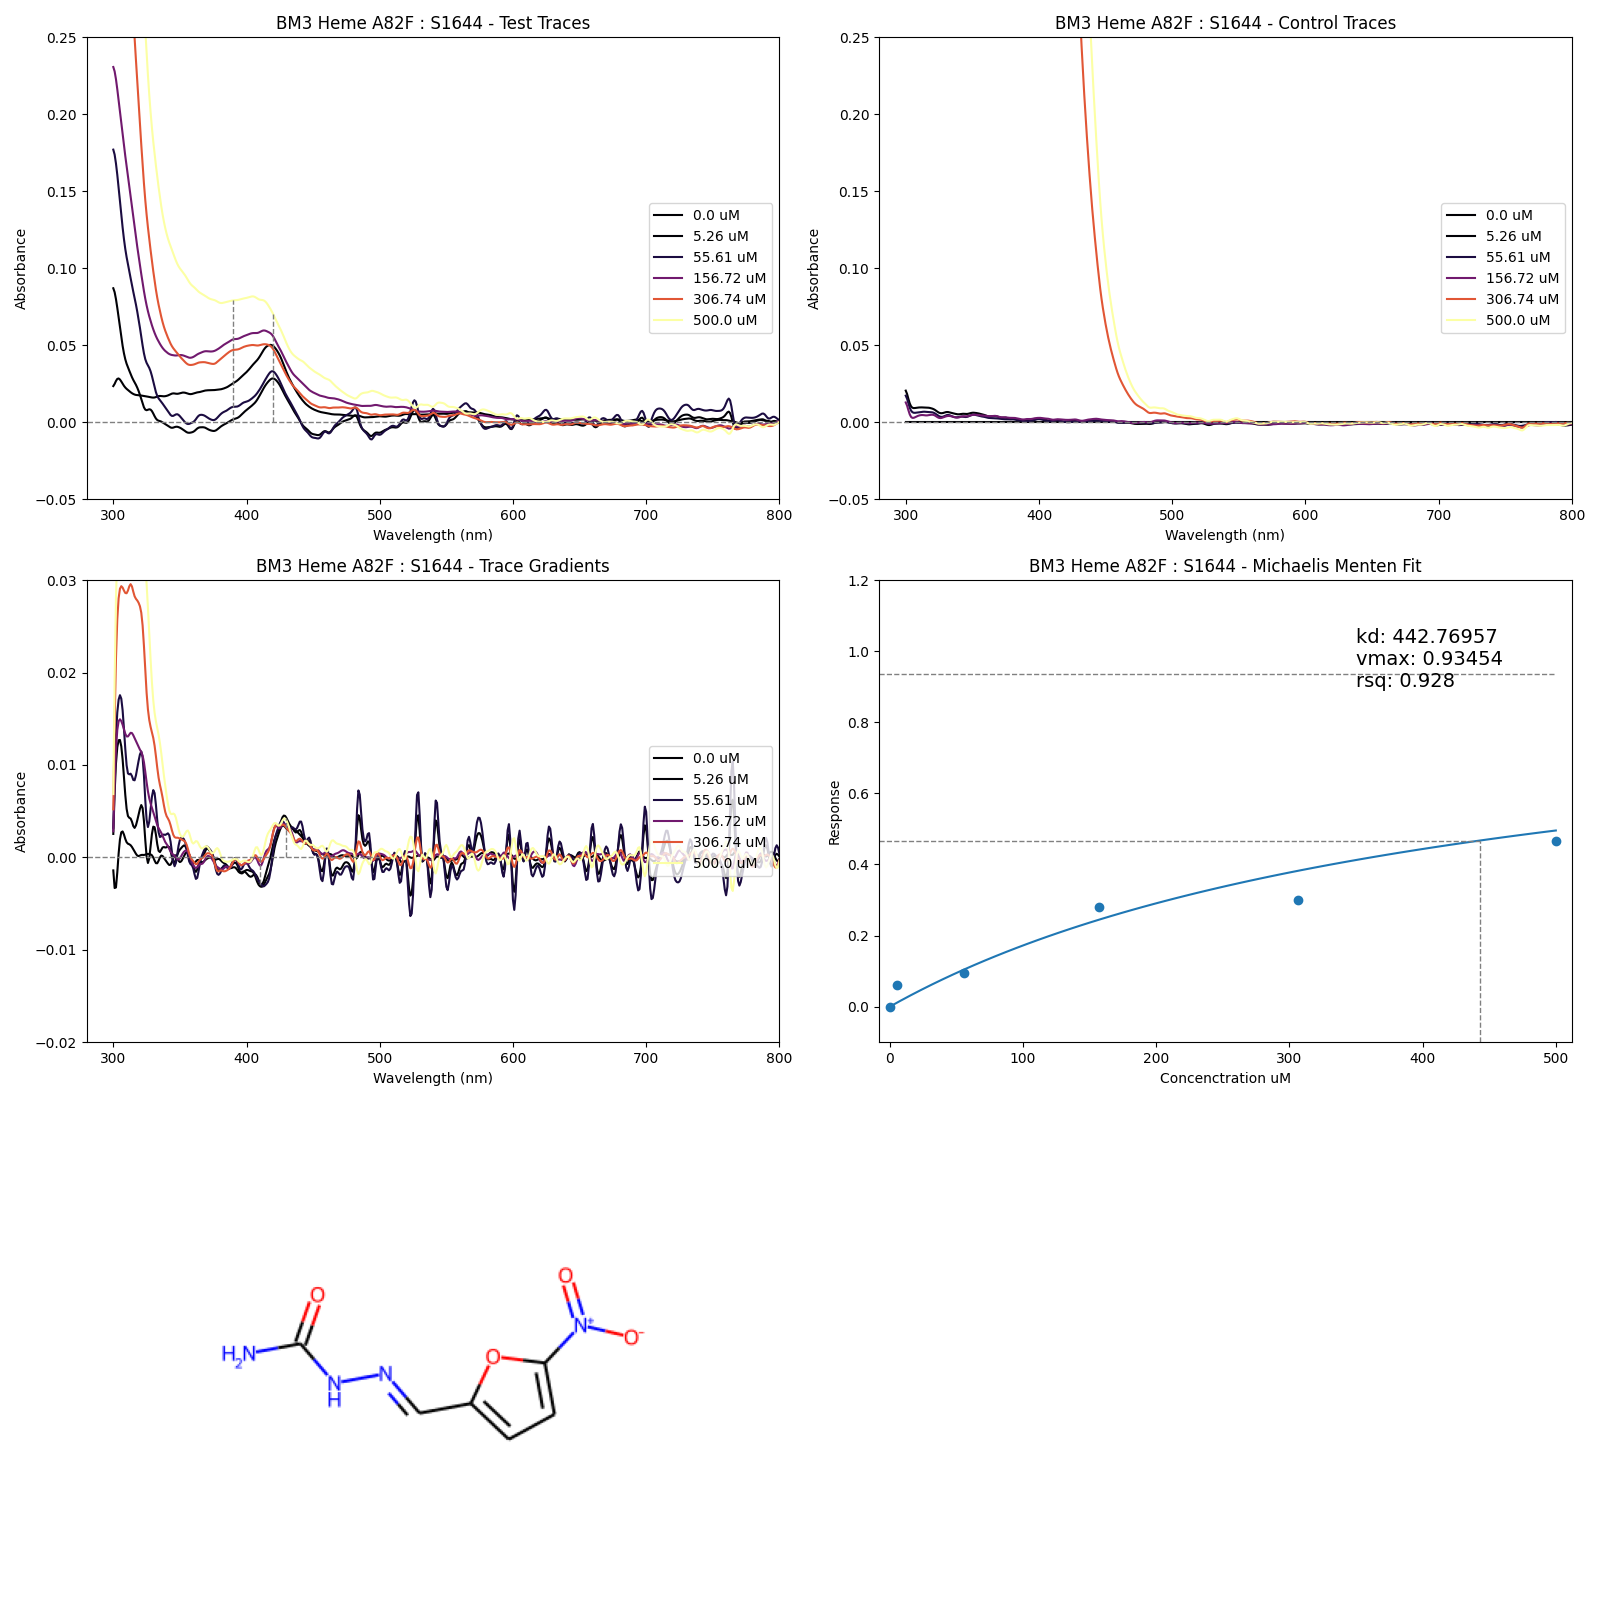 BM3 Heme A82F : S1644 - Test Traces
0.25
0.20
0.15
0.10
0.05
0.00
−0.05
Absorbance
300 400 500 600 700 800
Wavelength (nm)
0.0 uM
5.26 uM
55.61 uM
156.72 uM
306.74 uM
500.0 uM
BM3 Heme A82F : S1644 - Control Traces
0.25
0.20
0.15
0.10
0.05
0.00
−0.05
Absorbance
300 400 500 600 700 800
Wavelength (nm)
0.0 uM
5.26 uM
55.61 uM
156.72 uM
306.74 uM
500.0 uM
BM3 Heme A82F : S1644 - Trace Gradients
0.03
0.02
0.01
0.00
−0.01
−0.02
Absorbance
300 400 500 600 700 800
Wavelength (nm)
0.0 uM
5.26 uM
55.61 uM
156.72 uM
306.74 uM
500.0 uM
BM3 Heme A82F : S1644 - Michaelis Menten Fit
1.2
1.0
0.8
0.6
0.4
0.2
0.0
Response
kd: 442.76957
vmax: 0.93454
rsq: 0.928
0 100 200 300 400 500
Concenctration uM
O
H2N
N
H
N
O
N+
O
O−